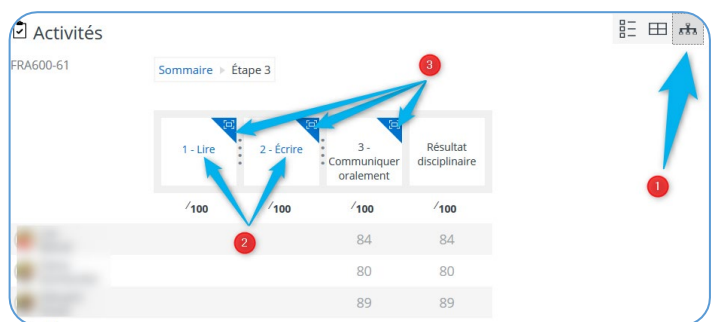 Activités
FRA600-61
Sommaire Étape 3
3
1 - Lire
2 - Écrire
3 -
Communiquer
oralement
Résultat
disciplinaire
1
/100 /100 /100 /100
2
84 84
80 80
89 89